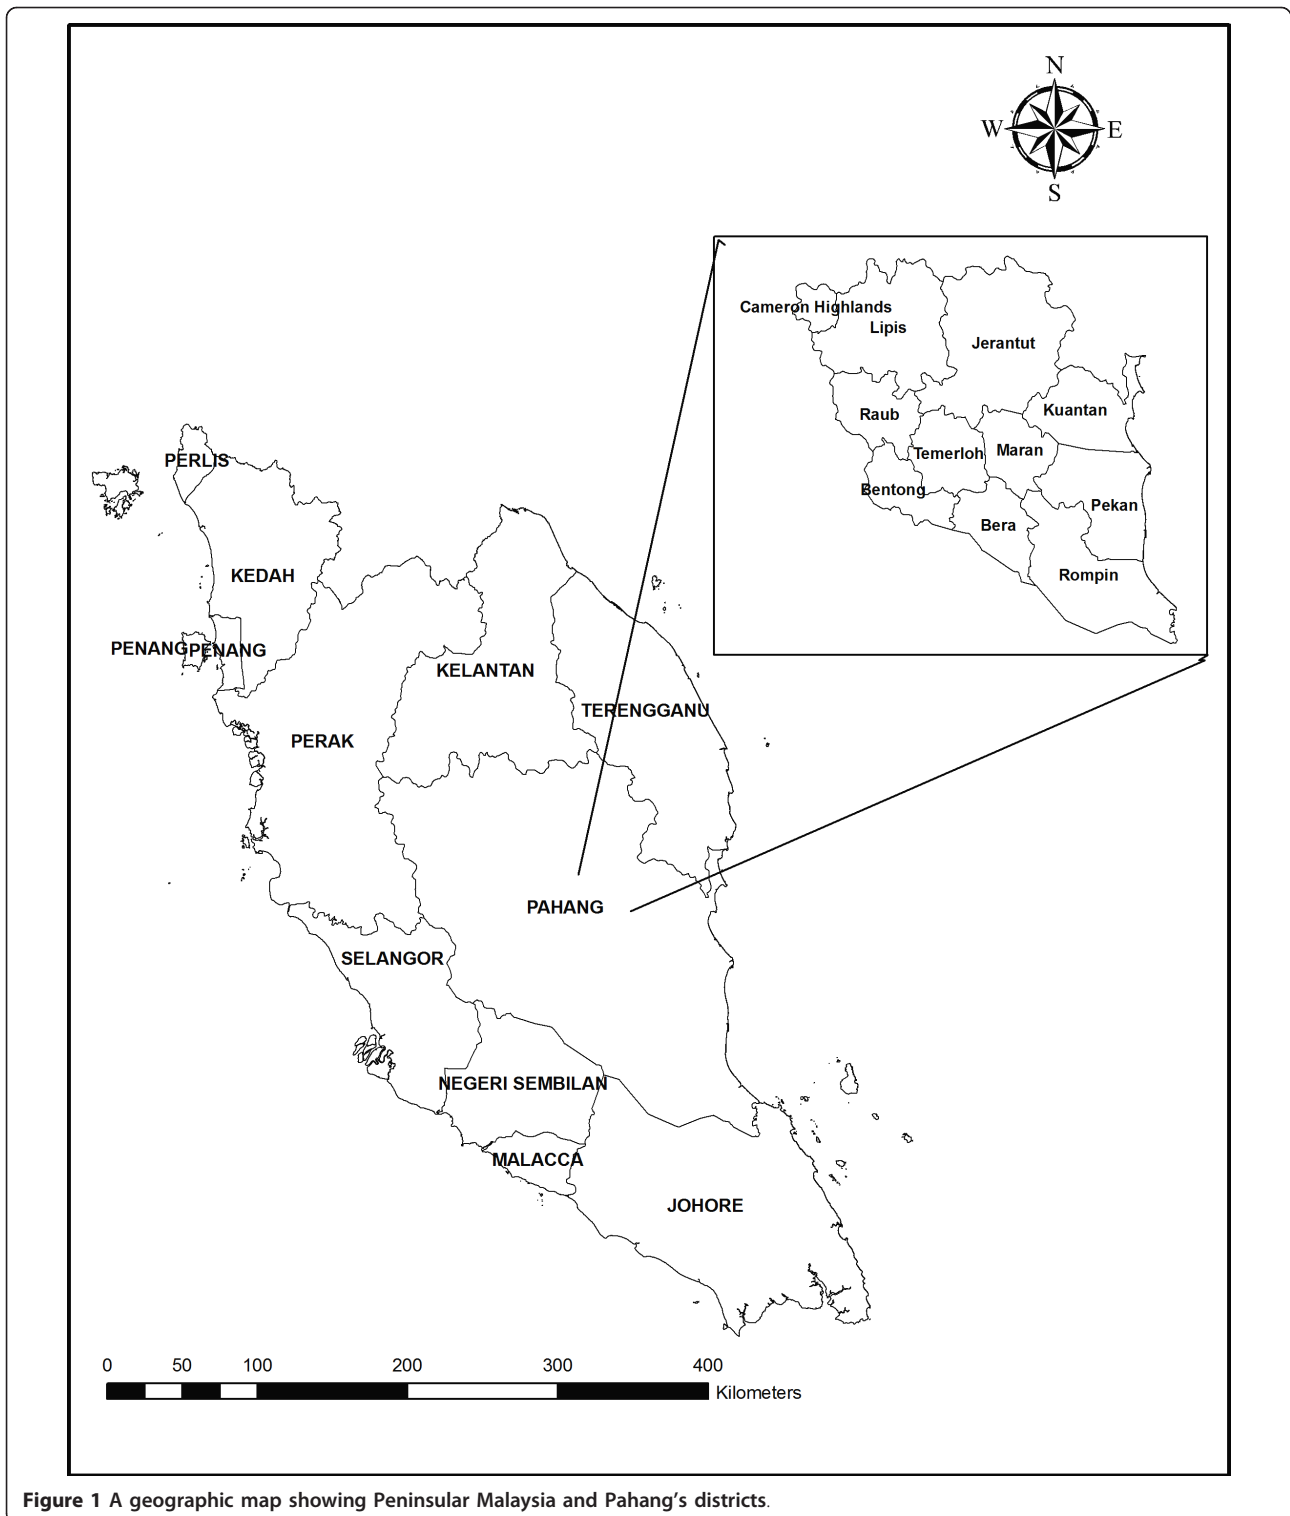 N
W E
S
Cameron Highlands
Lipis
Jerantut
Raub
Kuantan
Temerloh
Maran
Bentong
Pekan
Bera
Rompin
PERLIS
KEDAH
PENANG
PENANG
KELANTAN
TERENGGANU
PERAK
PAHANG
SELANGOR
NEGERI SEMBILAN
MALACCA
JOHORE
0 50 100 200 300 400
Kilometers
Figure 1 A geographic map showing Peninsular Malaysia and Pahang's districts.